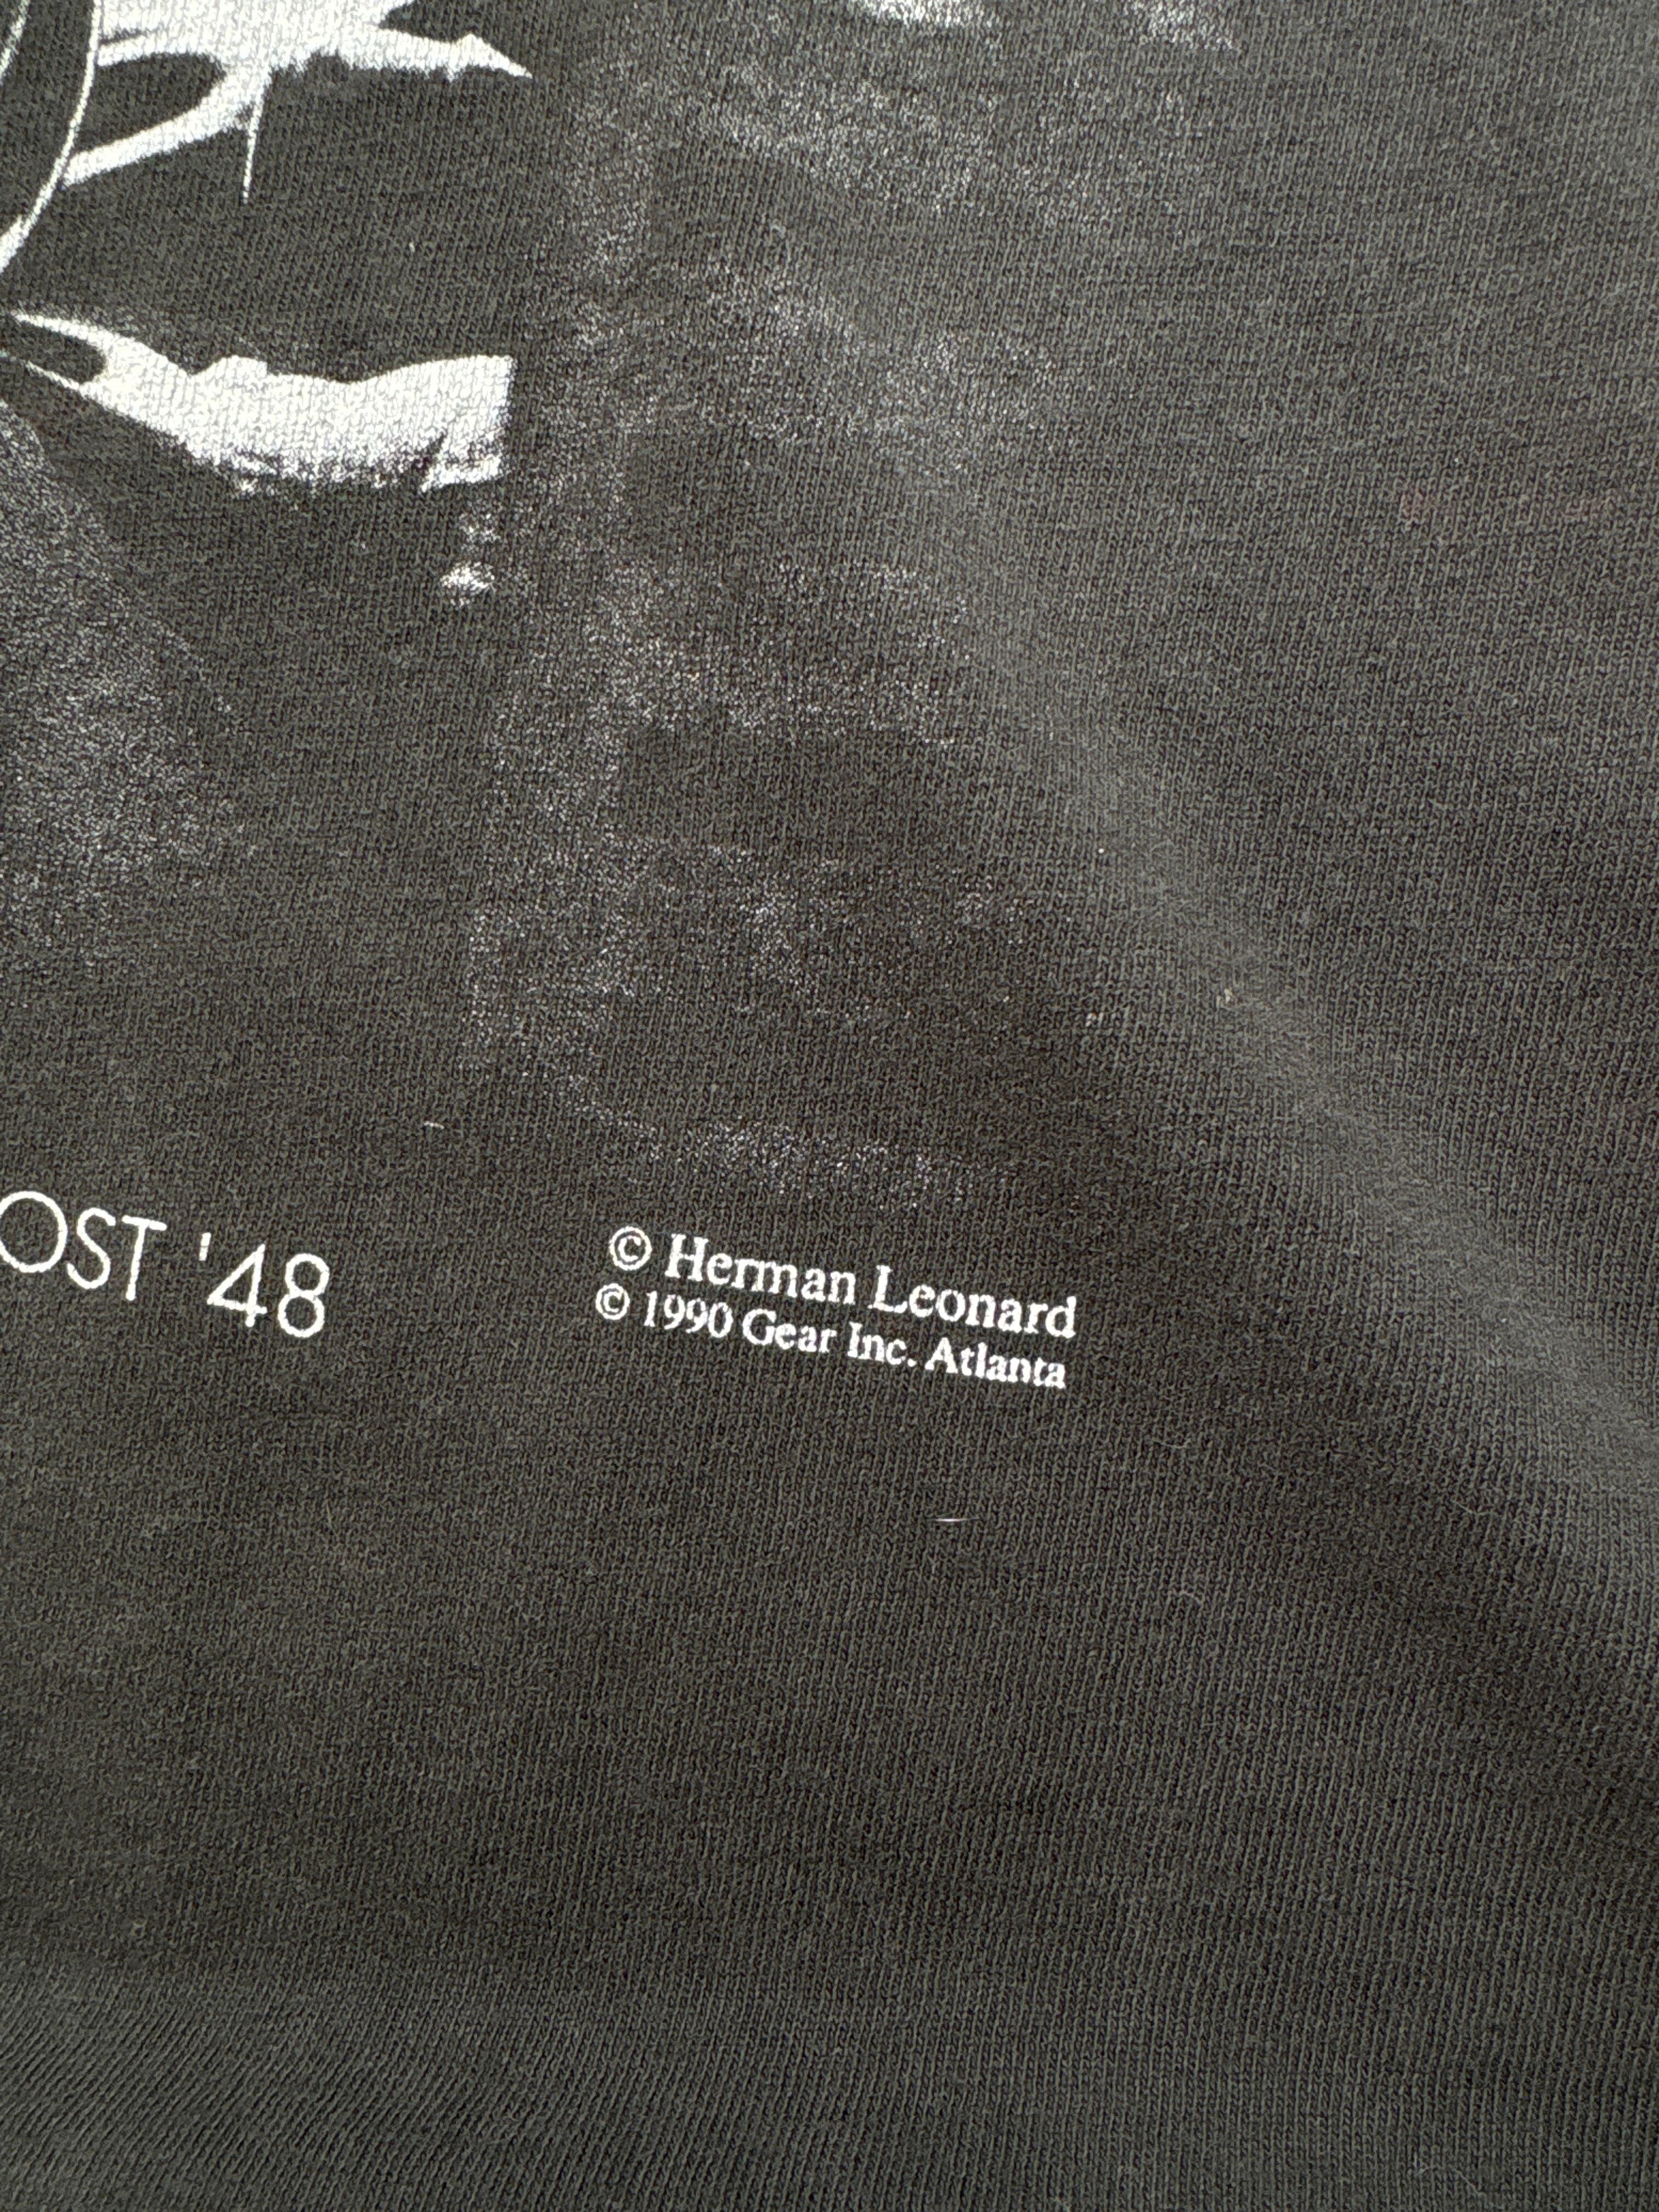 OST '48
© Herman Leonard
© 1990 Gear Inc. Atlanta